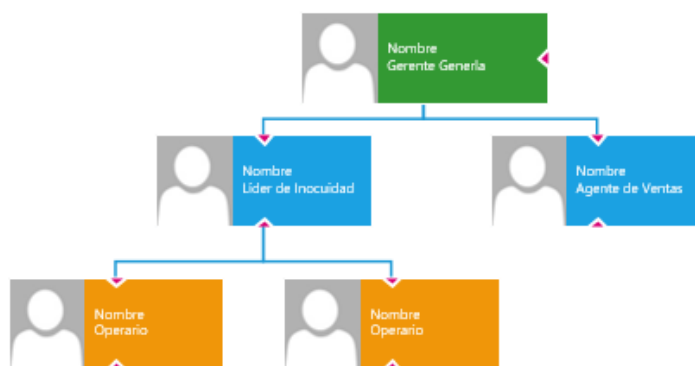 Nombre
Gerente Generla
Nombre
Líder de Inocuidad
Nombre
Agente de Ventas
Nombre
Operario
Nombre
Operario